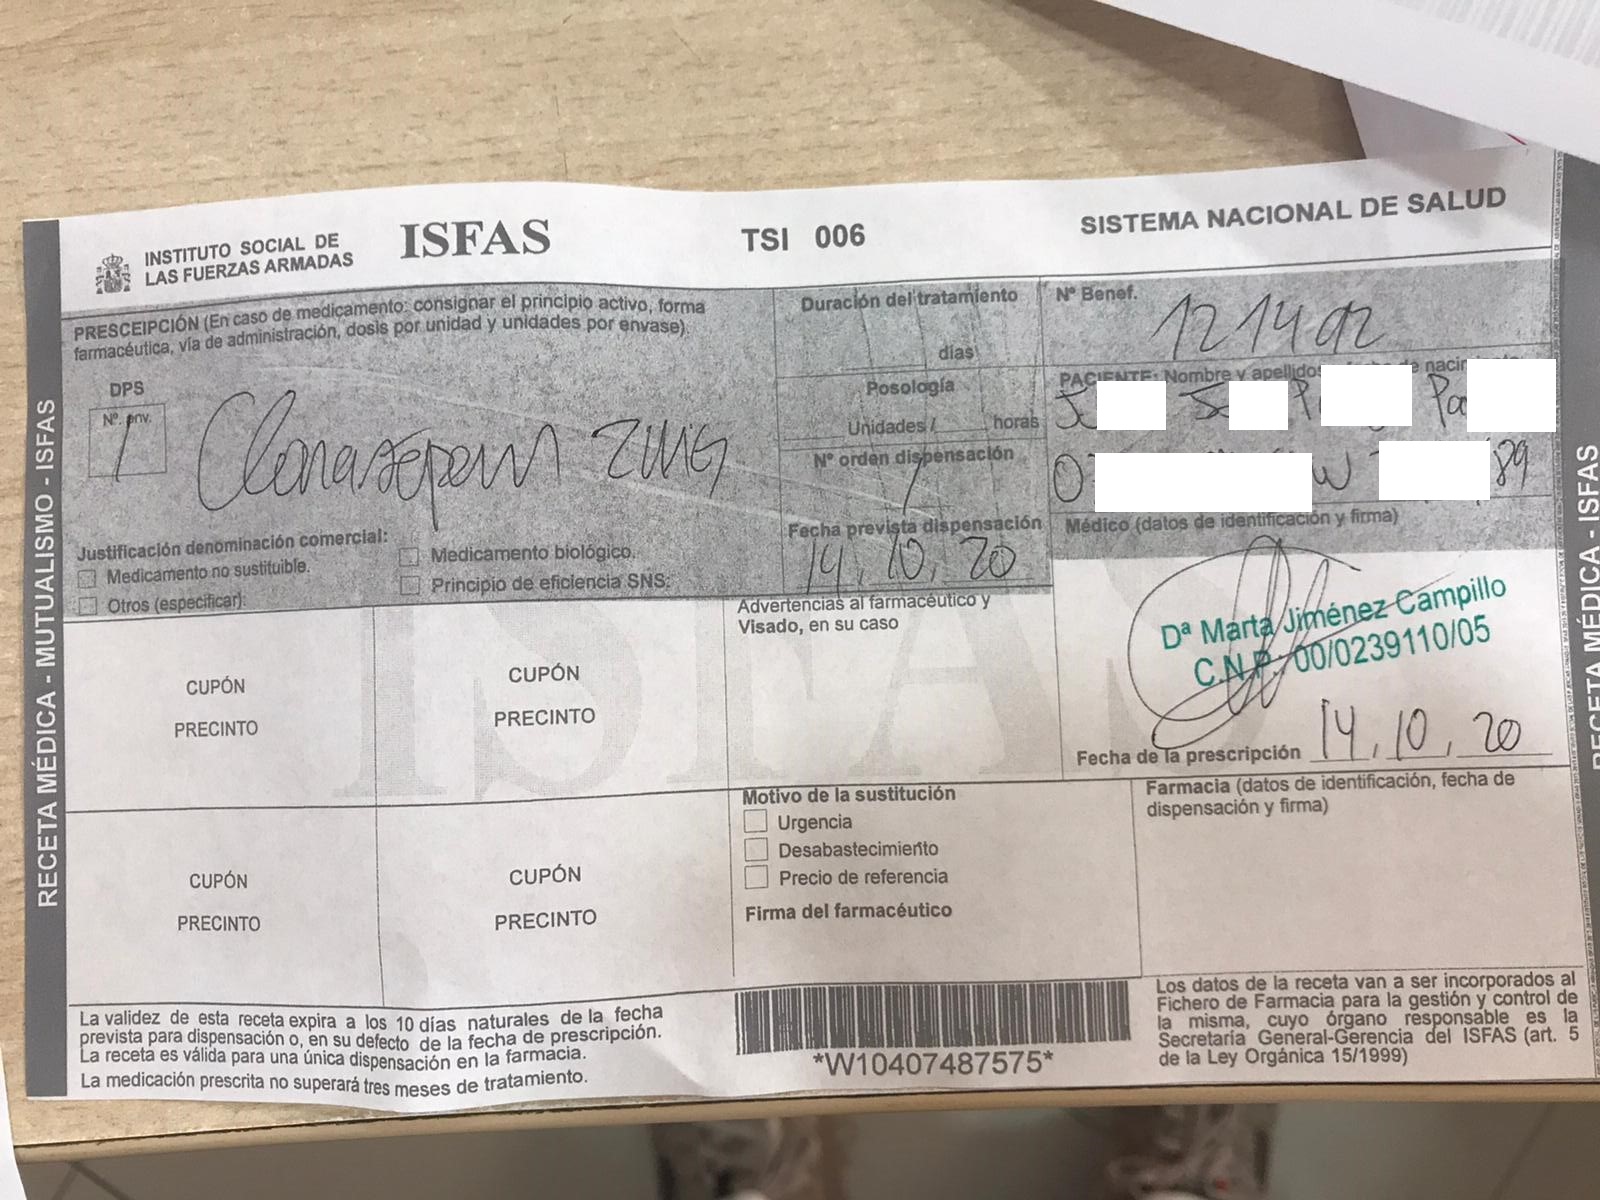 INSTITUTO SOCIAL DE
LAS FUERZAS ARMADAS
ISFAS
TSI 006
SISTEMA NACIONAL DE SALUD
RECETA MÉDICA - MUTUALISMO - ISFAS
PRESCEIPCIÓN (En caso de medicamento: consignar el principio activo, forma
farmacéutica, vía de administración, dosis por unidad y unidades por envase).
DPS
Nº. env.
1
Clonazepam 2MG
Justificación denominación comercial:
Medicamento no sustituible.
Otros (especificar):
Medicamento biológico.
Principio de eficiencia SNS:
Duración del tratamiento
días
Posología
Unidades / horas
Nº orden dispensación
1
Fecha prevista dispensación
14, 10, 20
Nº Benef.
PACIENTE: Nombre y apellidos
89
Médico (datos de identificación y firma)
Dª Marta Jiménez Campillo
C.N.P. 00/0239110/05
Fecha de la prescripción 14, 10, 20
CUPÓN
PRECINTO
CUPÓN
PRECINTO
Advertencias al farmacéutico y
Visado, en su caso
CUPÓN
PRECINTO
CUPÓN
PRECINTO
Motivo de la sustitución
Urgencia
Desabastecimiento
Precio de referencia
Firma del farmacéutico
Farmacia (datos de identificación, fecha de
dispensación y firma)
La validez de esta receta expira a los 10 días naturales de la fecha
prevista para dispensación o, en su defecto de la fecha de prescripción.
La receta es válida para una única dispensación en la farmacia.
La medicación prescrita no superará tres meses de tratamiento.
*W10407487575*
Los datos de la receta van a ser incorporados al
Fichero de Farmacia para la gestión y control de
la misma, cuyo órgano responsable es la
Secretaría General-Gerencia del ISFAS (art. 5
de la Ley Orgánica 15/1999)
RECETA MÉDICA - ISFAS